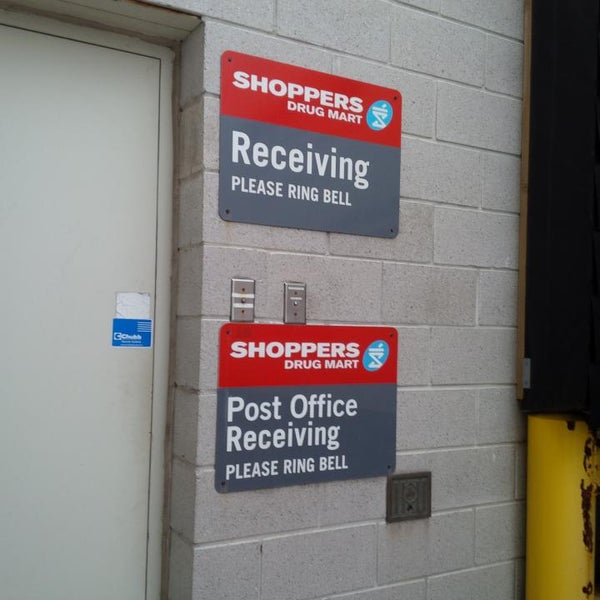 SHOPPERS
DRUG MART
Receiving
PLEASE RING BELL
SHOPPERS
DRUG MART
Post Office
Receiving
PLEASE RING BELL
Chubb